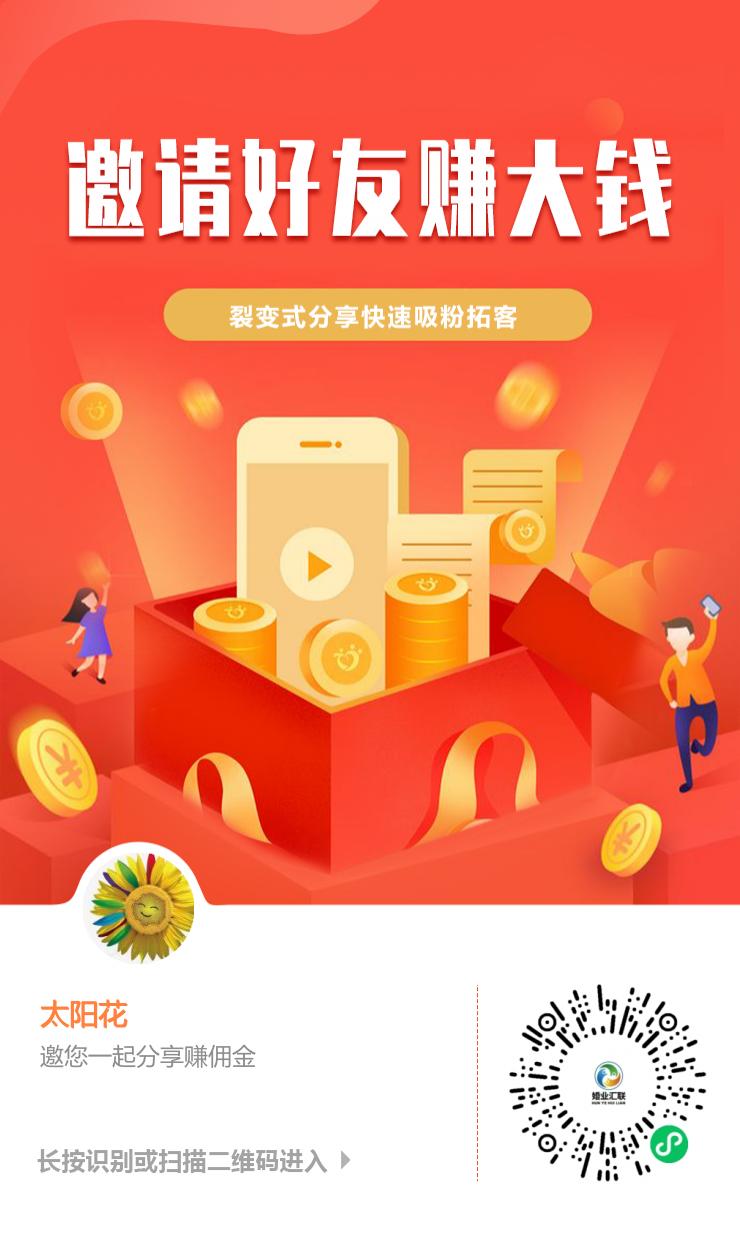 邀请好友赚大钱
裂变式分享快速吸粉拓客
太阳花
邀您一起分享赚佣金
长按识别或扫描二维码进入
婚业汇联
HUN YE HUI LIAN